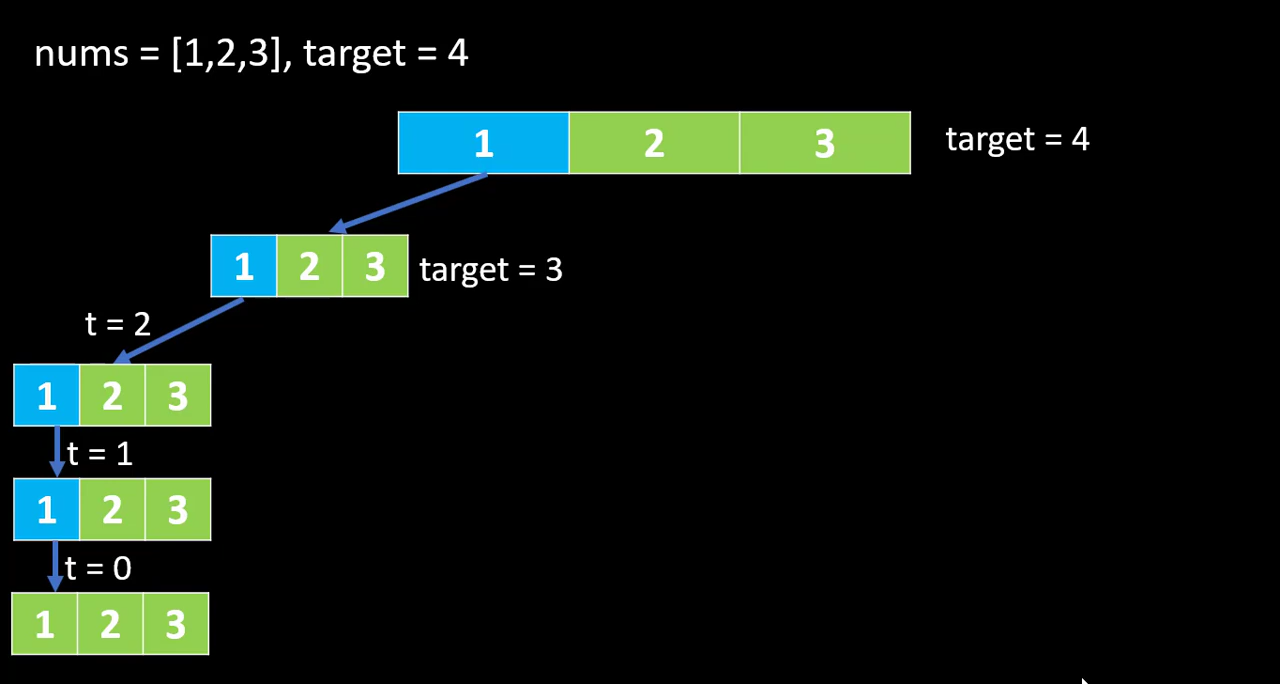 nums = [1,2,3], target = 4
1 2 3 target = 4
1 2 3 target = 3
t = 2
1 2 3
t = 1
1 2 3
t = 0
1 2 3